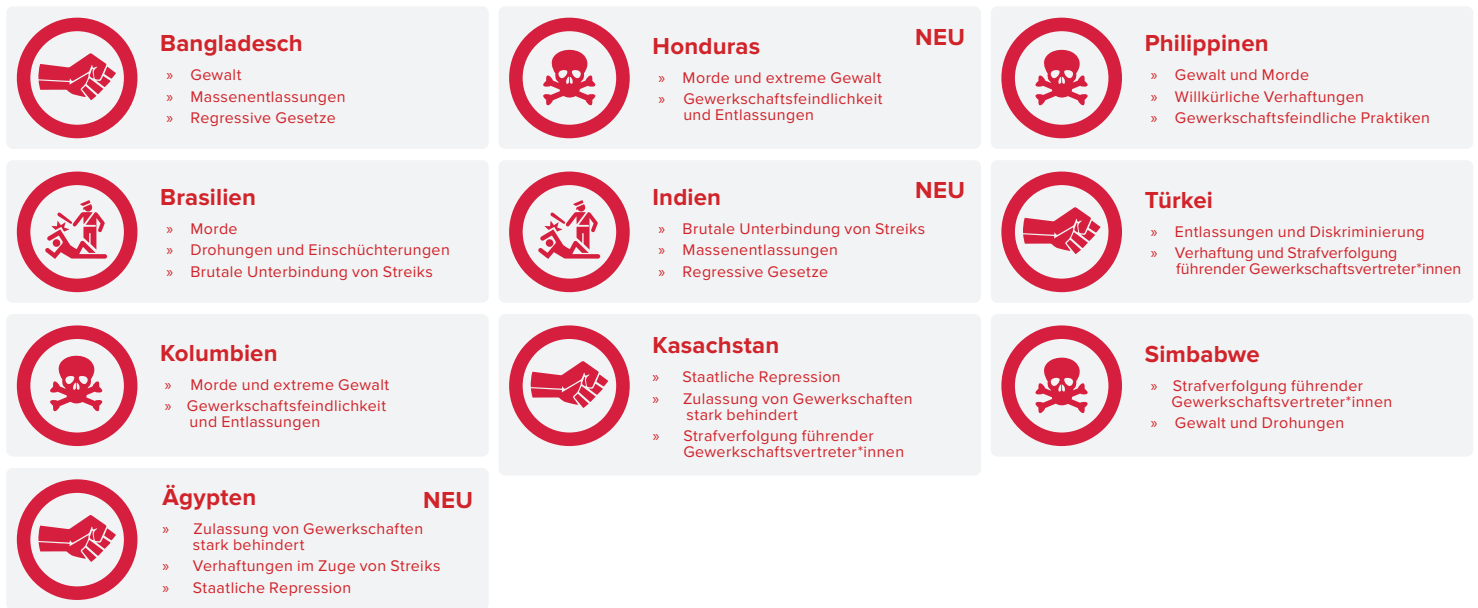 Bangladesch
» Gewalt
» Massenentlassungen
» Regressive Gesetze
Brasilien
» Morde
» Drohungen und Einschüchterungen
» Brutale Unterbindung von Streiks
Kolumbien
» Morde und extreme Gewalt
» Gewerkschaftsfeindlichkeit
und Entlassungen
Ägypten
NEU
» Zulassung von Gewerkschaften
stark behindert
» Verhaftungen im Zuge von Streiks
» Staatliche Repression
Honduras
NEU
» Morde und extreme Gewalt
» Gewerkschaftsfeindlichkeit
und Entlassungen
Indien
NEU
» Brutale Unterbindung von Streiks
» Massenentlassungen
» Regressive Gesetze
Kasachstan
» Staatliche Repression
» Zulassung von Gewerkschaften
stark behindert
» Strafverfolgung führender
Gewerkschaftsvertreter*innen
Philippinen
» Gewalt und Morde
» Willkürliche Verhaftungen
» Gewerkschaftsfeindliche Praktiken
Türkei
» Entlassungen und Diskriminierung
» Verhaftung und Strafverfolgung
führender Gewerkschaftsvertreter*innen
Simbabwe
» Strafverfolgung führender
Gewerkschaftsvertreter*innen
» Gewalt und Drohungen